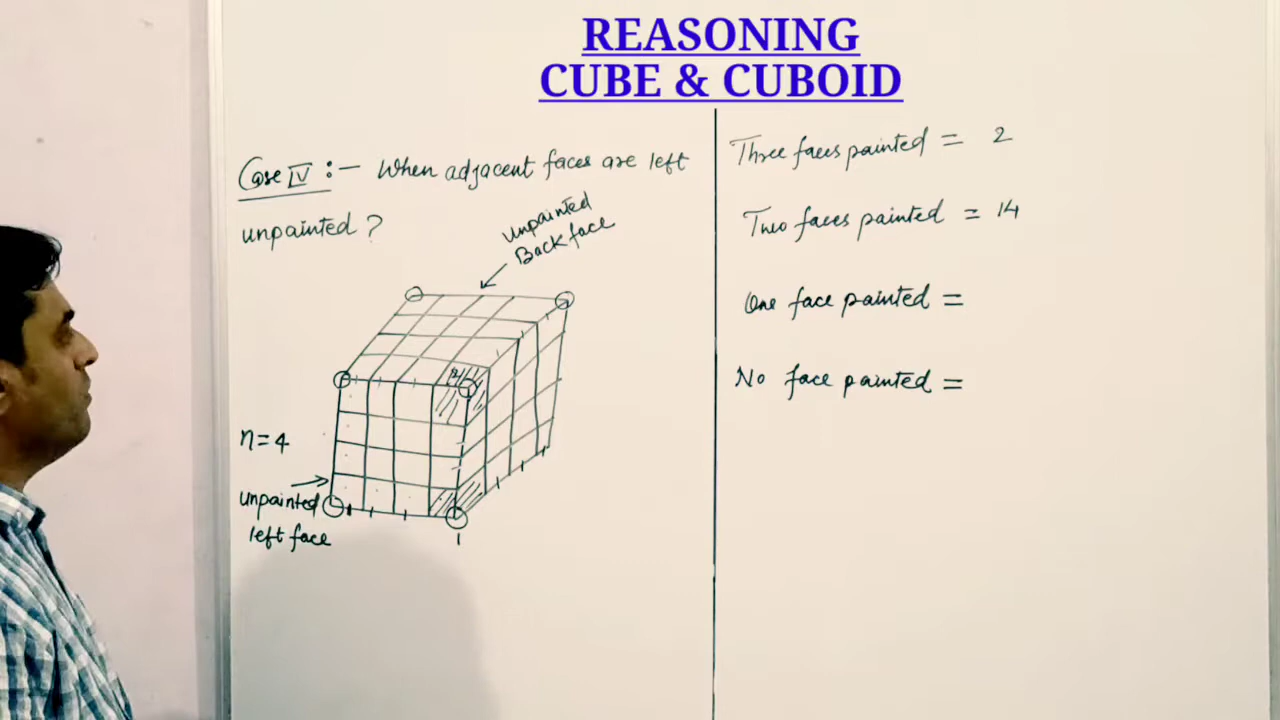 REASONING
CUBE & CUBOID
Case IV :- When adjacent faces are left
unpainted ?
unpainted
Back face
n=4
unpainted
left face
1
Three faces painted = 2
Two faces painted = 14
One face painted =
No face painted =